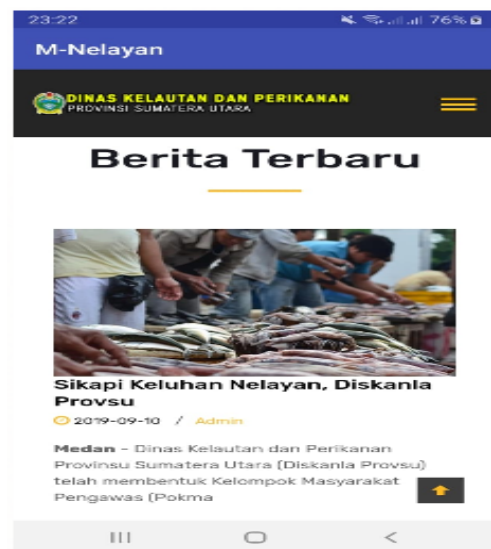 23:22 76%
M-Nelayan
DINAS KELAUTAN DAN PERIKANAN
PROVINSI SUMATERA UTARA
Berita Terbaru
Sikapi Keluhan Nelayan, Diskanla
Provsu
2019-09-10 / Admin
Medan - Dinas Kelautan dan Perikanan
Provinsu Sumatera Utara (Diskanla Provsu)
telah membentuk Kelompok Masyarakat
Pengawas (Pokma